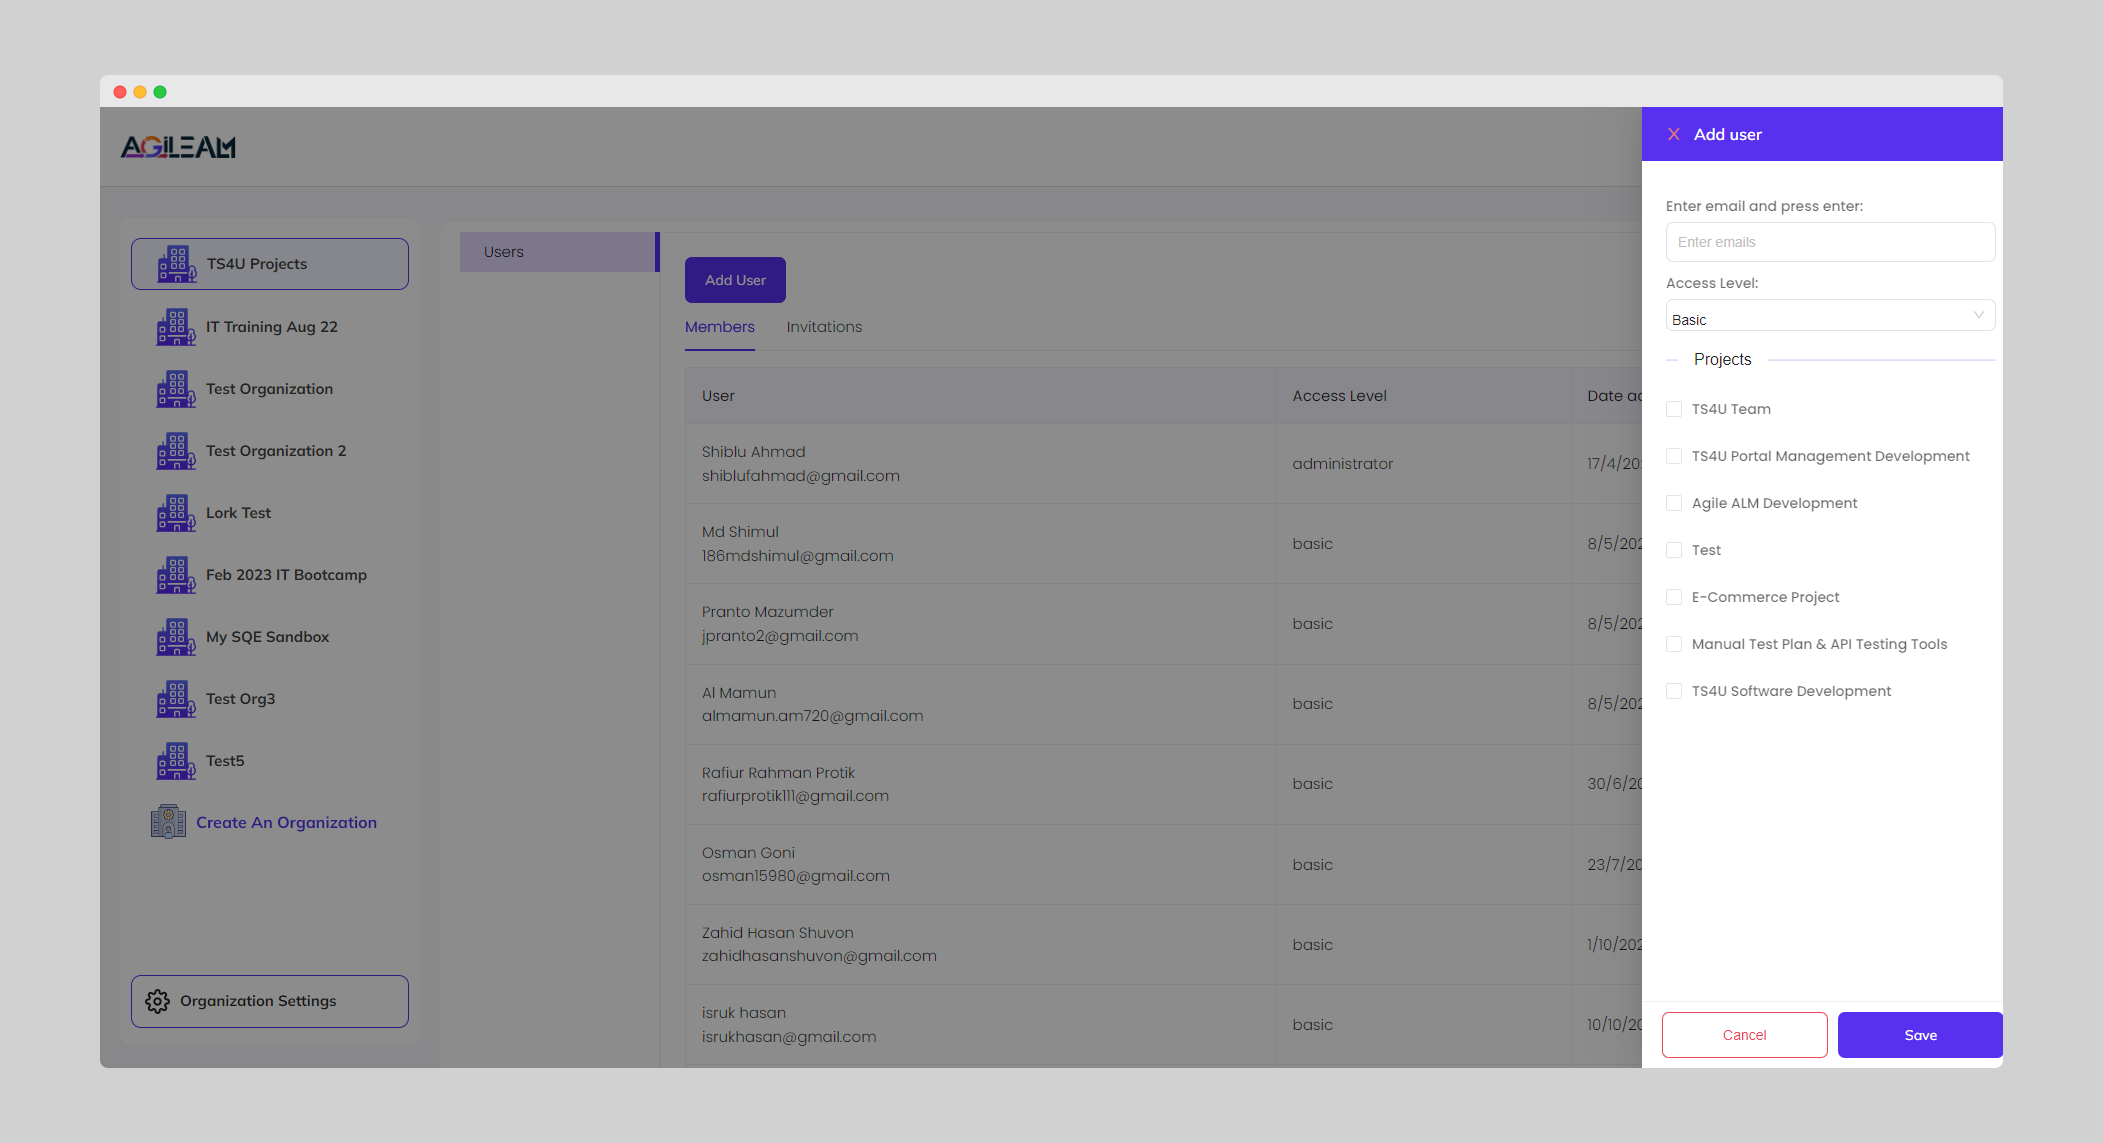 AGILEAM
TS4U Projects
IT Training Aug 22
Test Organization
Test Organization 2
Lork Test
Feb 2023 IT Bootcamp
My SQE Sandbox
Test Org3
Test5
Create An Organization
Organization Settings
Users
Add User
Members Invitations
User Access Level Date ad
Shiblu Ahmad
shiblufahmad@gmail.com
administrator
17/4/202
Md Shimul
186mdshimul@gmail.com
basic
8/5/202
Pranto Mazumder
jpranto2@gmail.com
basic
8/5/202
Al Mamun
almamun.am720@gmail.com
basic
8/5/202
Rafiur Rahman Protik
rafiurprotik111@gmail.com
basic
30/6/20
Osman Goni
osman15980@gmail.com
basic
23/7/20
Zahid Hasan Shuvon
zahidhasanshuvon@gmail.com
basic
1/10/202
isruk hasan
isrukhasan@gmail.com
basic
10/10/20
Add user
Enter email and press enter:
Enter emails
Access Level:
Basic
Projects
TS4U Team
TS4U Portal Management Development
Agile ALM Development
Test
E-Commerce Project
Manual Test Plan & API Testing Tools
TS4U Software Development
Cancel
Save